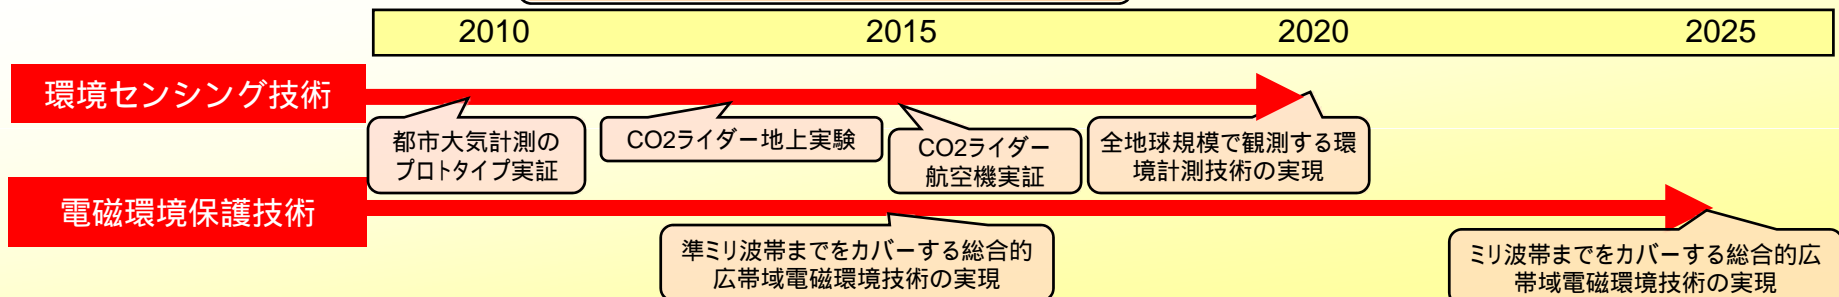 2010 2015 2020 2025
環境センシング技術
都市大気計測の
プロトタイプ実証
CO2ライダー地上実験
CO2ライダー
航空機実証
全地球規模で観測する環
境計測技術の実現
電磁環境保護技術
準ミリ波帯までをカバーする総合的
広帯域電磁環境技術の実現
ミリ波帯までをカバーする総合的広
帯域電磁環境技術の実現